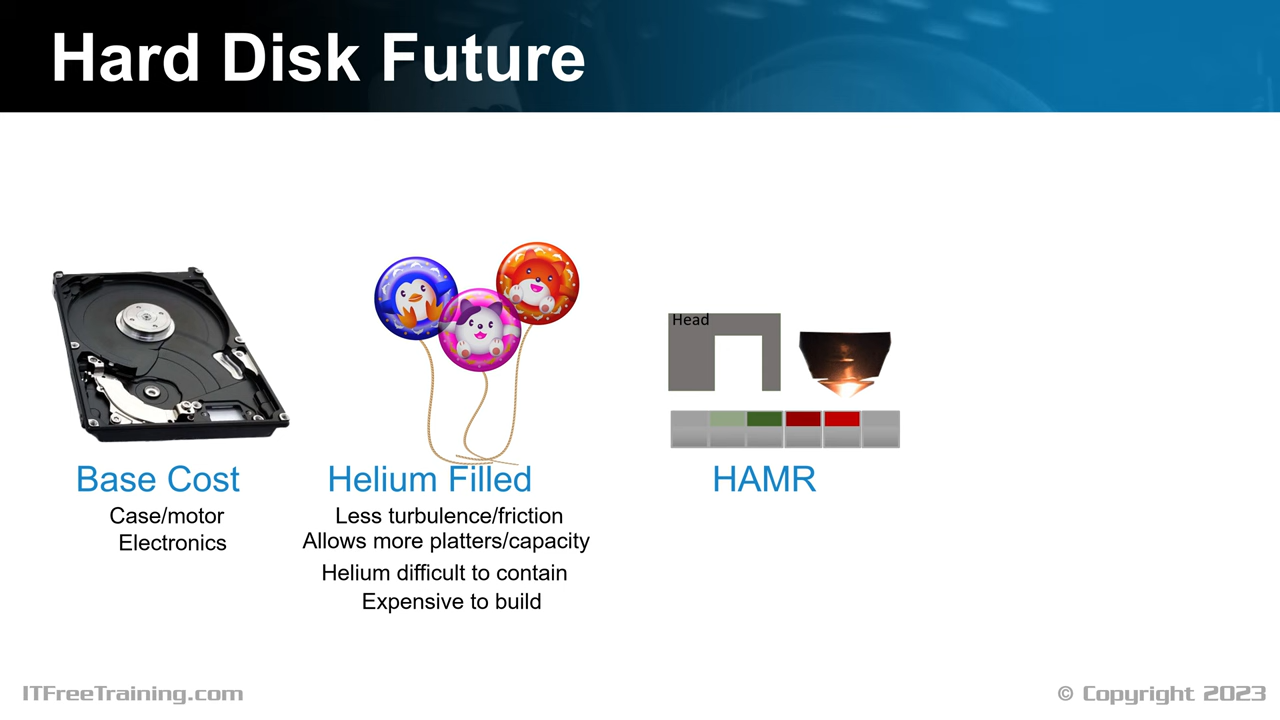 Hard Disk Future
Head
Base Cost
Case/motor
Electronics
Helium Filled
Less turbulence/friction
Allows more platters/capacity
Helium difficult to contain
Expensive to build
HAMR
ITFreeTraining.com
© Copyright 2023